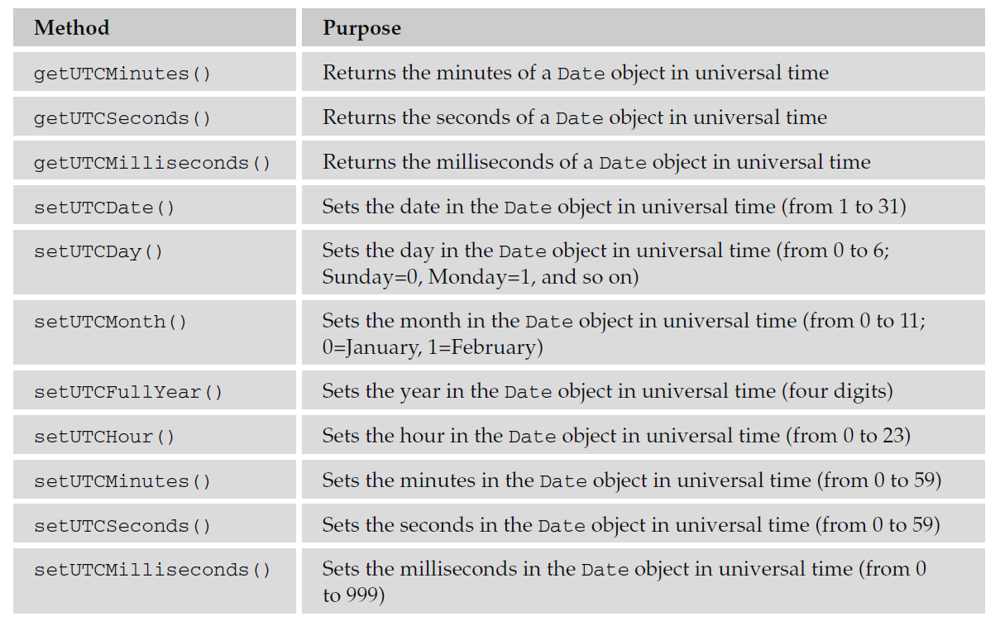 Method Purpose
getUTCMinutes() Returns the minutes of a Date object in universal time
getUTCSeconds() Returns the seconds of a Date object in universal time
getUTCMilliseconds() Returns the milliseconds of a Date object in universal time
setUTCDate() Sets the date in the Date object in universal time (from 1 to 31)
setUTCDay() Sets the day in the Date object in universal time (from 0 to 6;
Sunday=0, Monday=1, and so on)
setUTCMonth() Sets the month in the Date object in universal time (from 0 to 11;
0=January, 1=February)
setUTCFullYear() Sets the year in the Date object in universal time (four digits)
setUTCHour() Sets the hour in the Date object in universal time (from 0 to 23)
setUTCMinutes() Sets the minutes in the Date object in universal time (from 0 to 59)
setUTCSeconds() Sets the seconds in the Date object in universal time (from 0 to 59)
setUTCMilliseconds() Sets the milliseconds in the Date object in universal time (from 0
to 999)